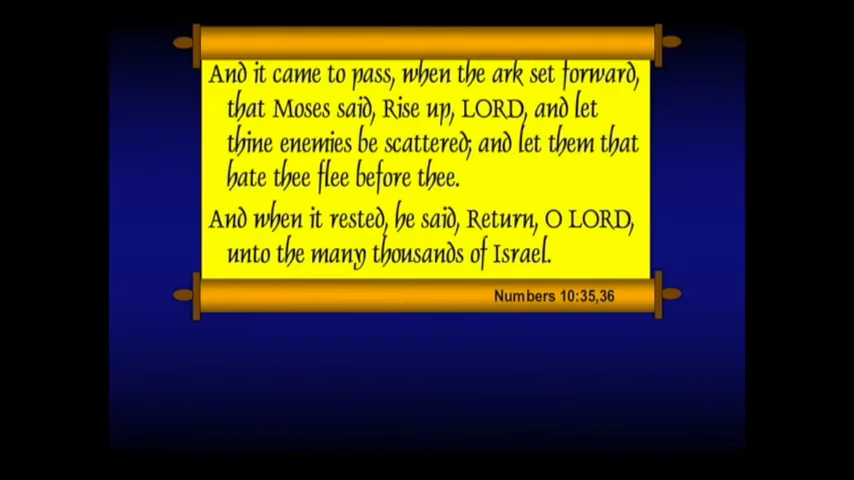 And it came to pass, when the ark set forward,
that Moses said, Rise up, LORD, and let
thine enemies be scattered; and let them that
hate thee flee before thee.
And when it rested, he said, Return, O LORD,
unto the many thousands of Israel.
Numbers 10:35,36